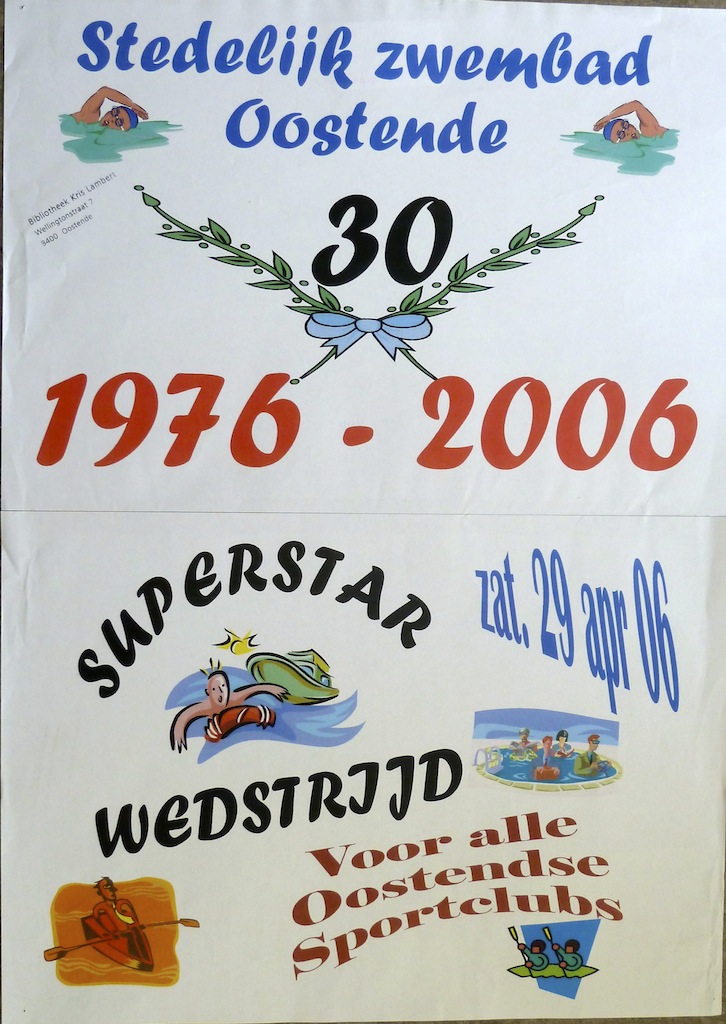 Stedelijk zwembad
Oostende
Bibliotheek Kris Lambert
Wellingtonstraat 7
8400 Oostende
30
1976 - 2006
SUPERSTAR
zat. 29 apr 06
WEDSTRIJD
Voor alle
Oostendse
Sportclubs